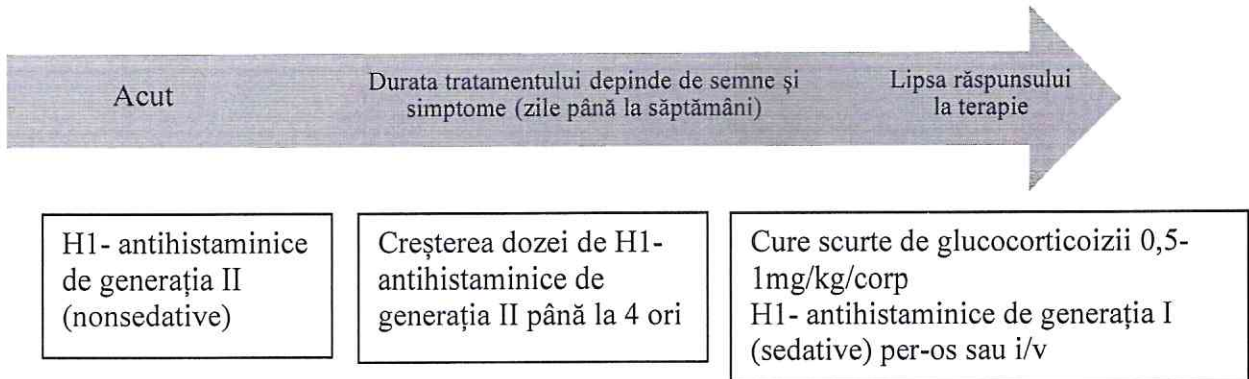 Acut
Durata tratamentului depinde de semne și
simptome (zile până la săptămâni)
Lipsa răspunsului
la terapie
H1- antihistaminice
de generația II
(nonsedative)
Creșterea dozei de H1-
antihistaminice de
generația II până la 4 ori
Cure scurte de glucocorticoizii 0,5-
1mg/kg/corp
H1- antihistaminice de generația I
(sedative) per-os sau i/v